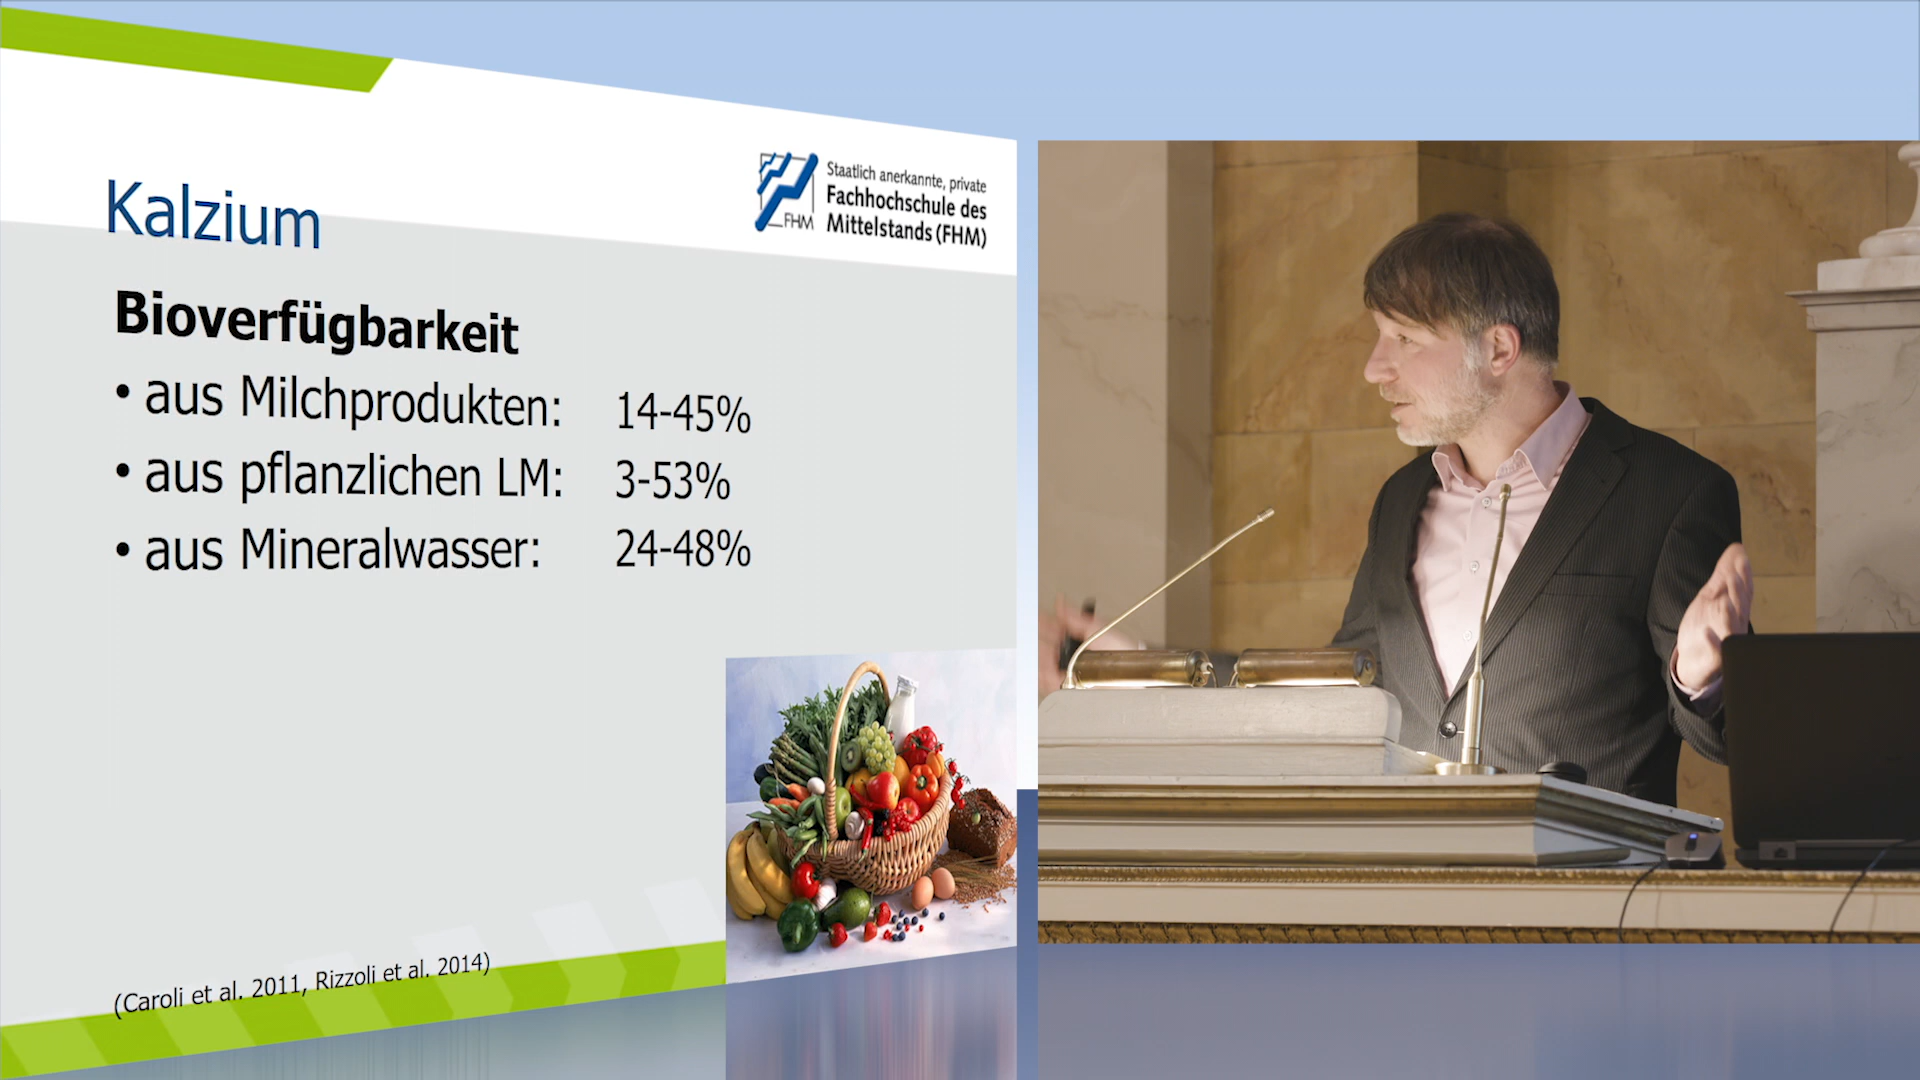 Staatlich anerkannte, private
Fachhochschule des
Mittelstands (FHM)
FHM
Kalzium
Bioverfügbarkeit
• aus Milchprodukten: 14-45%
• aus pflanzlichen LM: 3-53%
• aus Mineralwasser: 24-48%
(Caroli et al. 2011, Rizzoli et al. 2014)